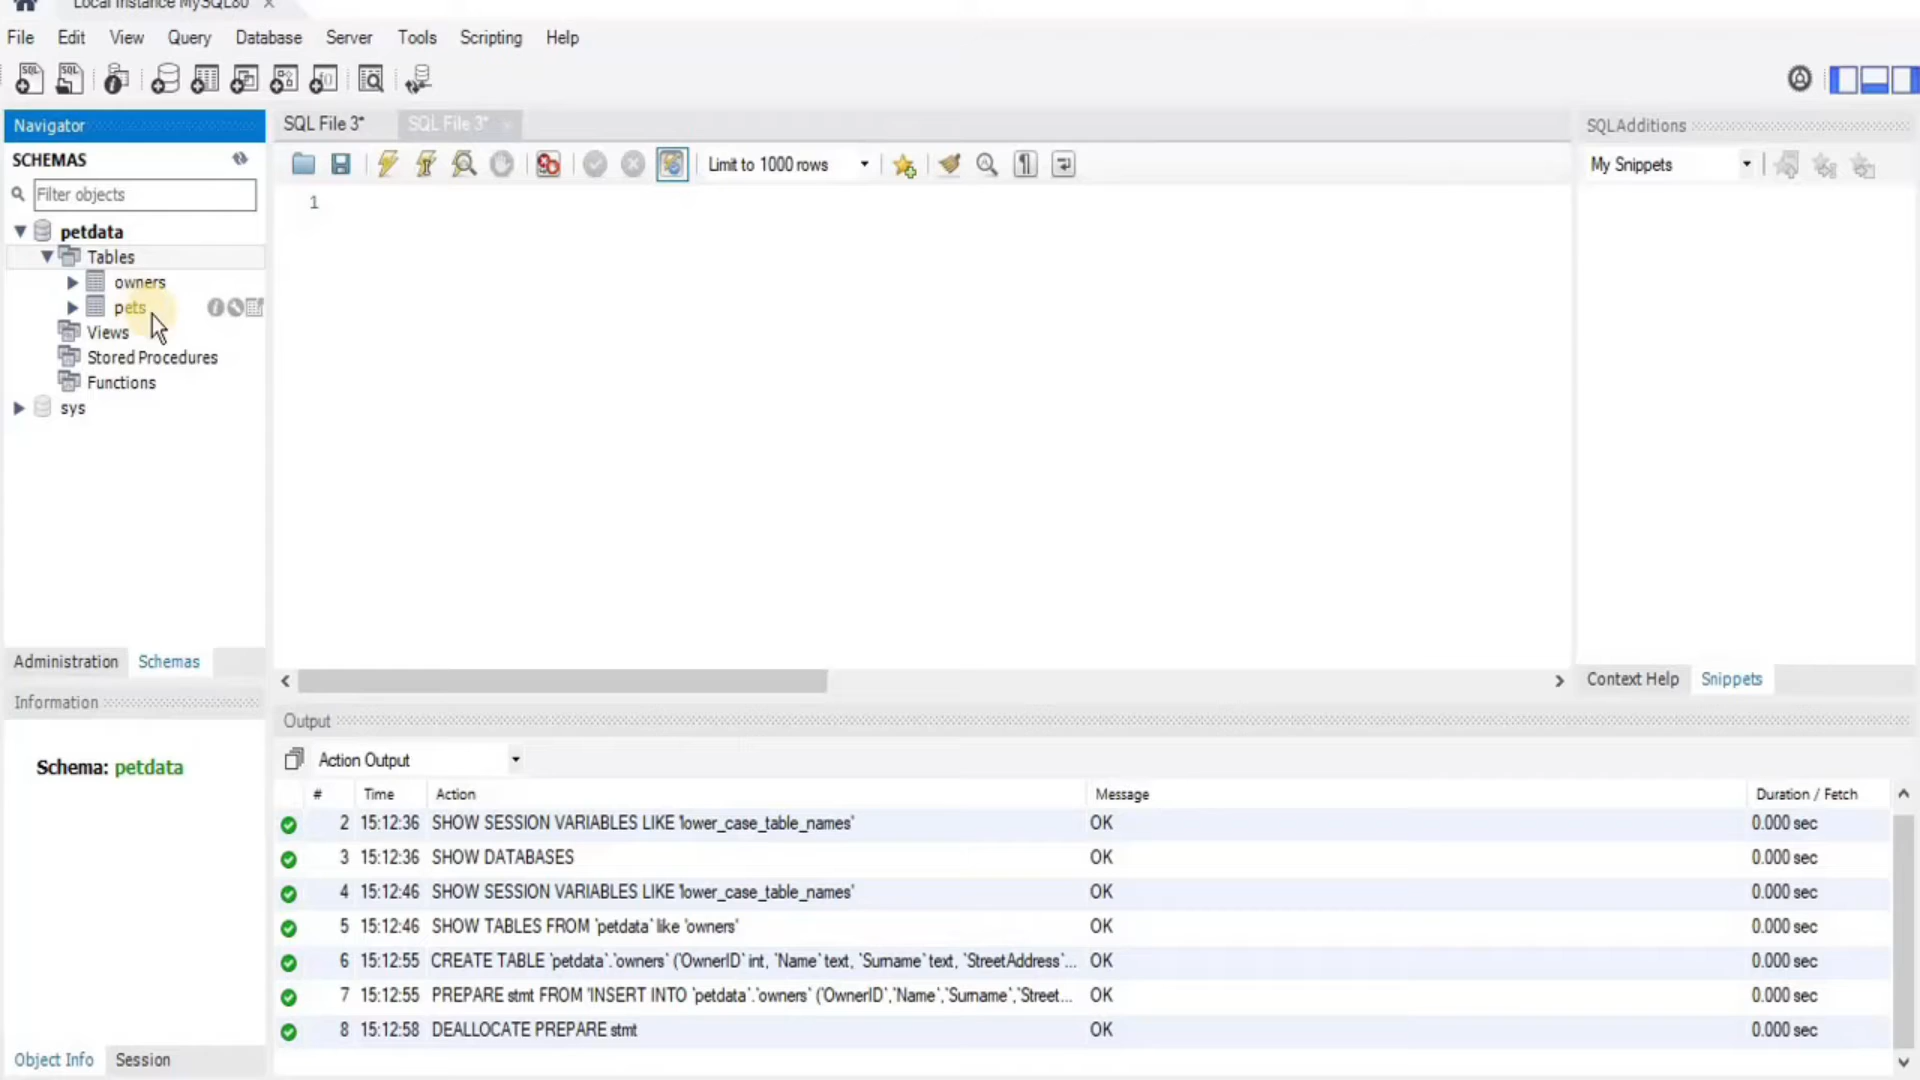 Local instance MySQL80 ×
File Edit View Query Database Server Tools Scripting Help
Navigator
SQL File 3* SQL File 3* ×
SQLAdditions
SCHEMAS
Limit to 1000 rows
My Snippets
Filter objects
1
petdata
Tables
owners
pets
Views
Stored Procedures
Functions
sys
Administration Schemas
Context Help Snippets
Information
Output
Schema: petdata
Action Output
# Time Action Message Duration / Fetch
2 15:12:36 SHOW SESSION VARIABLES LIKE 'lower_case_table_names' OK 0.000 sec
3 15:12:36 SHOW DATABASES OK 0.000 sec
4 15:12:46 SHOW SESSION VARIABLES LIKE 'lower_case_table_names' OK 0.000 sec
5 15:12:46 SHOW TABLES FROM `petdata` like 'owners' OK 0.000 sec
6 15:12:55 CREATE TABLE `petdata`.`owners` (`OwnerID` int, `Name` text, `Surname` text, `StreetAddress`... OK 0.000 sec
7 15:12:55 PREPARE stmt FROM 'INSERT INTO `petdata`.`owners` (`OwnerID`,`Name`,`Surname`,`Street... OK 0.000 sec
8 15:12:58 DEALLOCATE PREPARE stmt OK 0.000 sec
Object Info Session